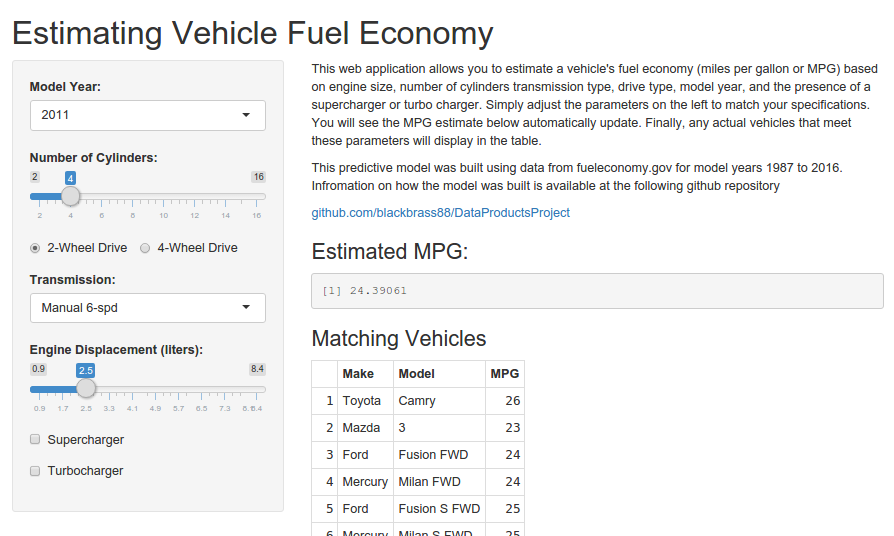 Estimating Vehicle Fuel Economy
Model Year:
2011
Number of Cylinders:
2 4 16
2 4 6 8 10 12 14 16
2-Wheel Drive 4-Wheel Drive
Transmission:
Manual 6-spd
Engine Displacement (liters):
0.9 2.5 8.4
0.9 1.7 2.5 3.3 4.1 4.9 5.7 6.5 7.3 8.4
Supercharger
Turbocharger
This web application allows you to estimate a vehicle's fuel economy (miles per gallon or MPG) based
on engine size, number of cylinders transmission type, drive type, model year, and the presence of a
supercharger or turbo charger. Simply adjust the parameters on the left to match your specifications.
You will see the MPG estimate below automatically update. Finally, any actual vehicles that meet
these parameters will display in the table.
This predictive model was built using data from fueleconomy.gov for model years 1987 to 2016.
Infromation on how the model was built is available at the following github repository
github.com/blackbrass88/DataProductsProject
Estimated MPG:
[1] 24.39061
Matching Vehicles
Make Model MPG
1 Toyota Camry 26
2 Mazda 3 23
3 Ford Fusion FWD 24
4 Mercury Milan FWD 24
5 Ford Fusion S FWD 25
6 Mercury Milan S FWD 25